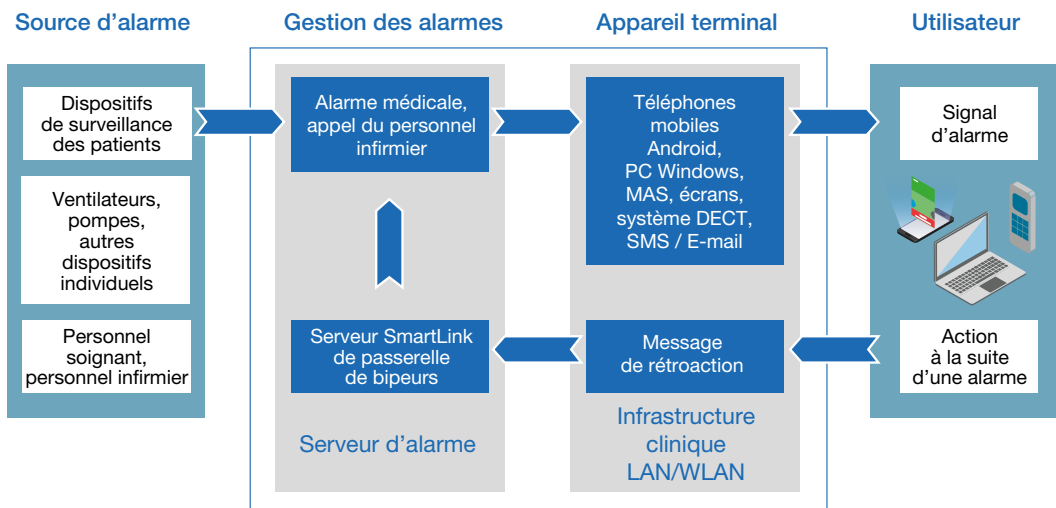 Source d’alarme
Gestion des alarmes
Appareil terminal
Utilisateur
Dispositifs
de surveillance
des patients
Ventilateurs,
pompes,
autres
dispositifs
individuels
Personnel
soignant,
personnel infirmier
Alarme médicale,
appel du personnel
infirmier
Serveur SmartLink
de passerelle
de bipeurs
Serveur d’alarme
Téléphones
mobiles
Android,
PC Windows,
MAS, écrans,
système DECT,
SMS / E-mail
Message
de rétroaction
Infrastructure
clinique
LAN/WLAN
Signal
d’alarme
Action
à la suite
d’une alarme